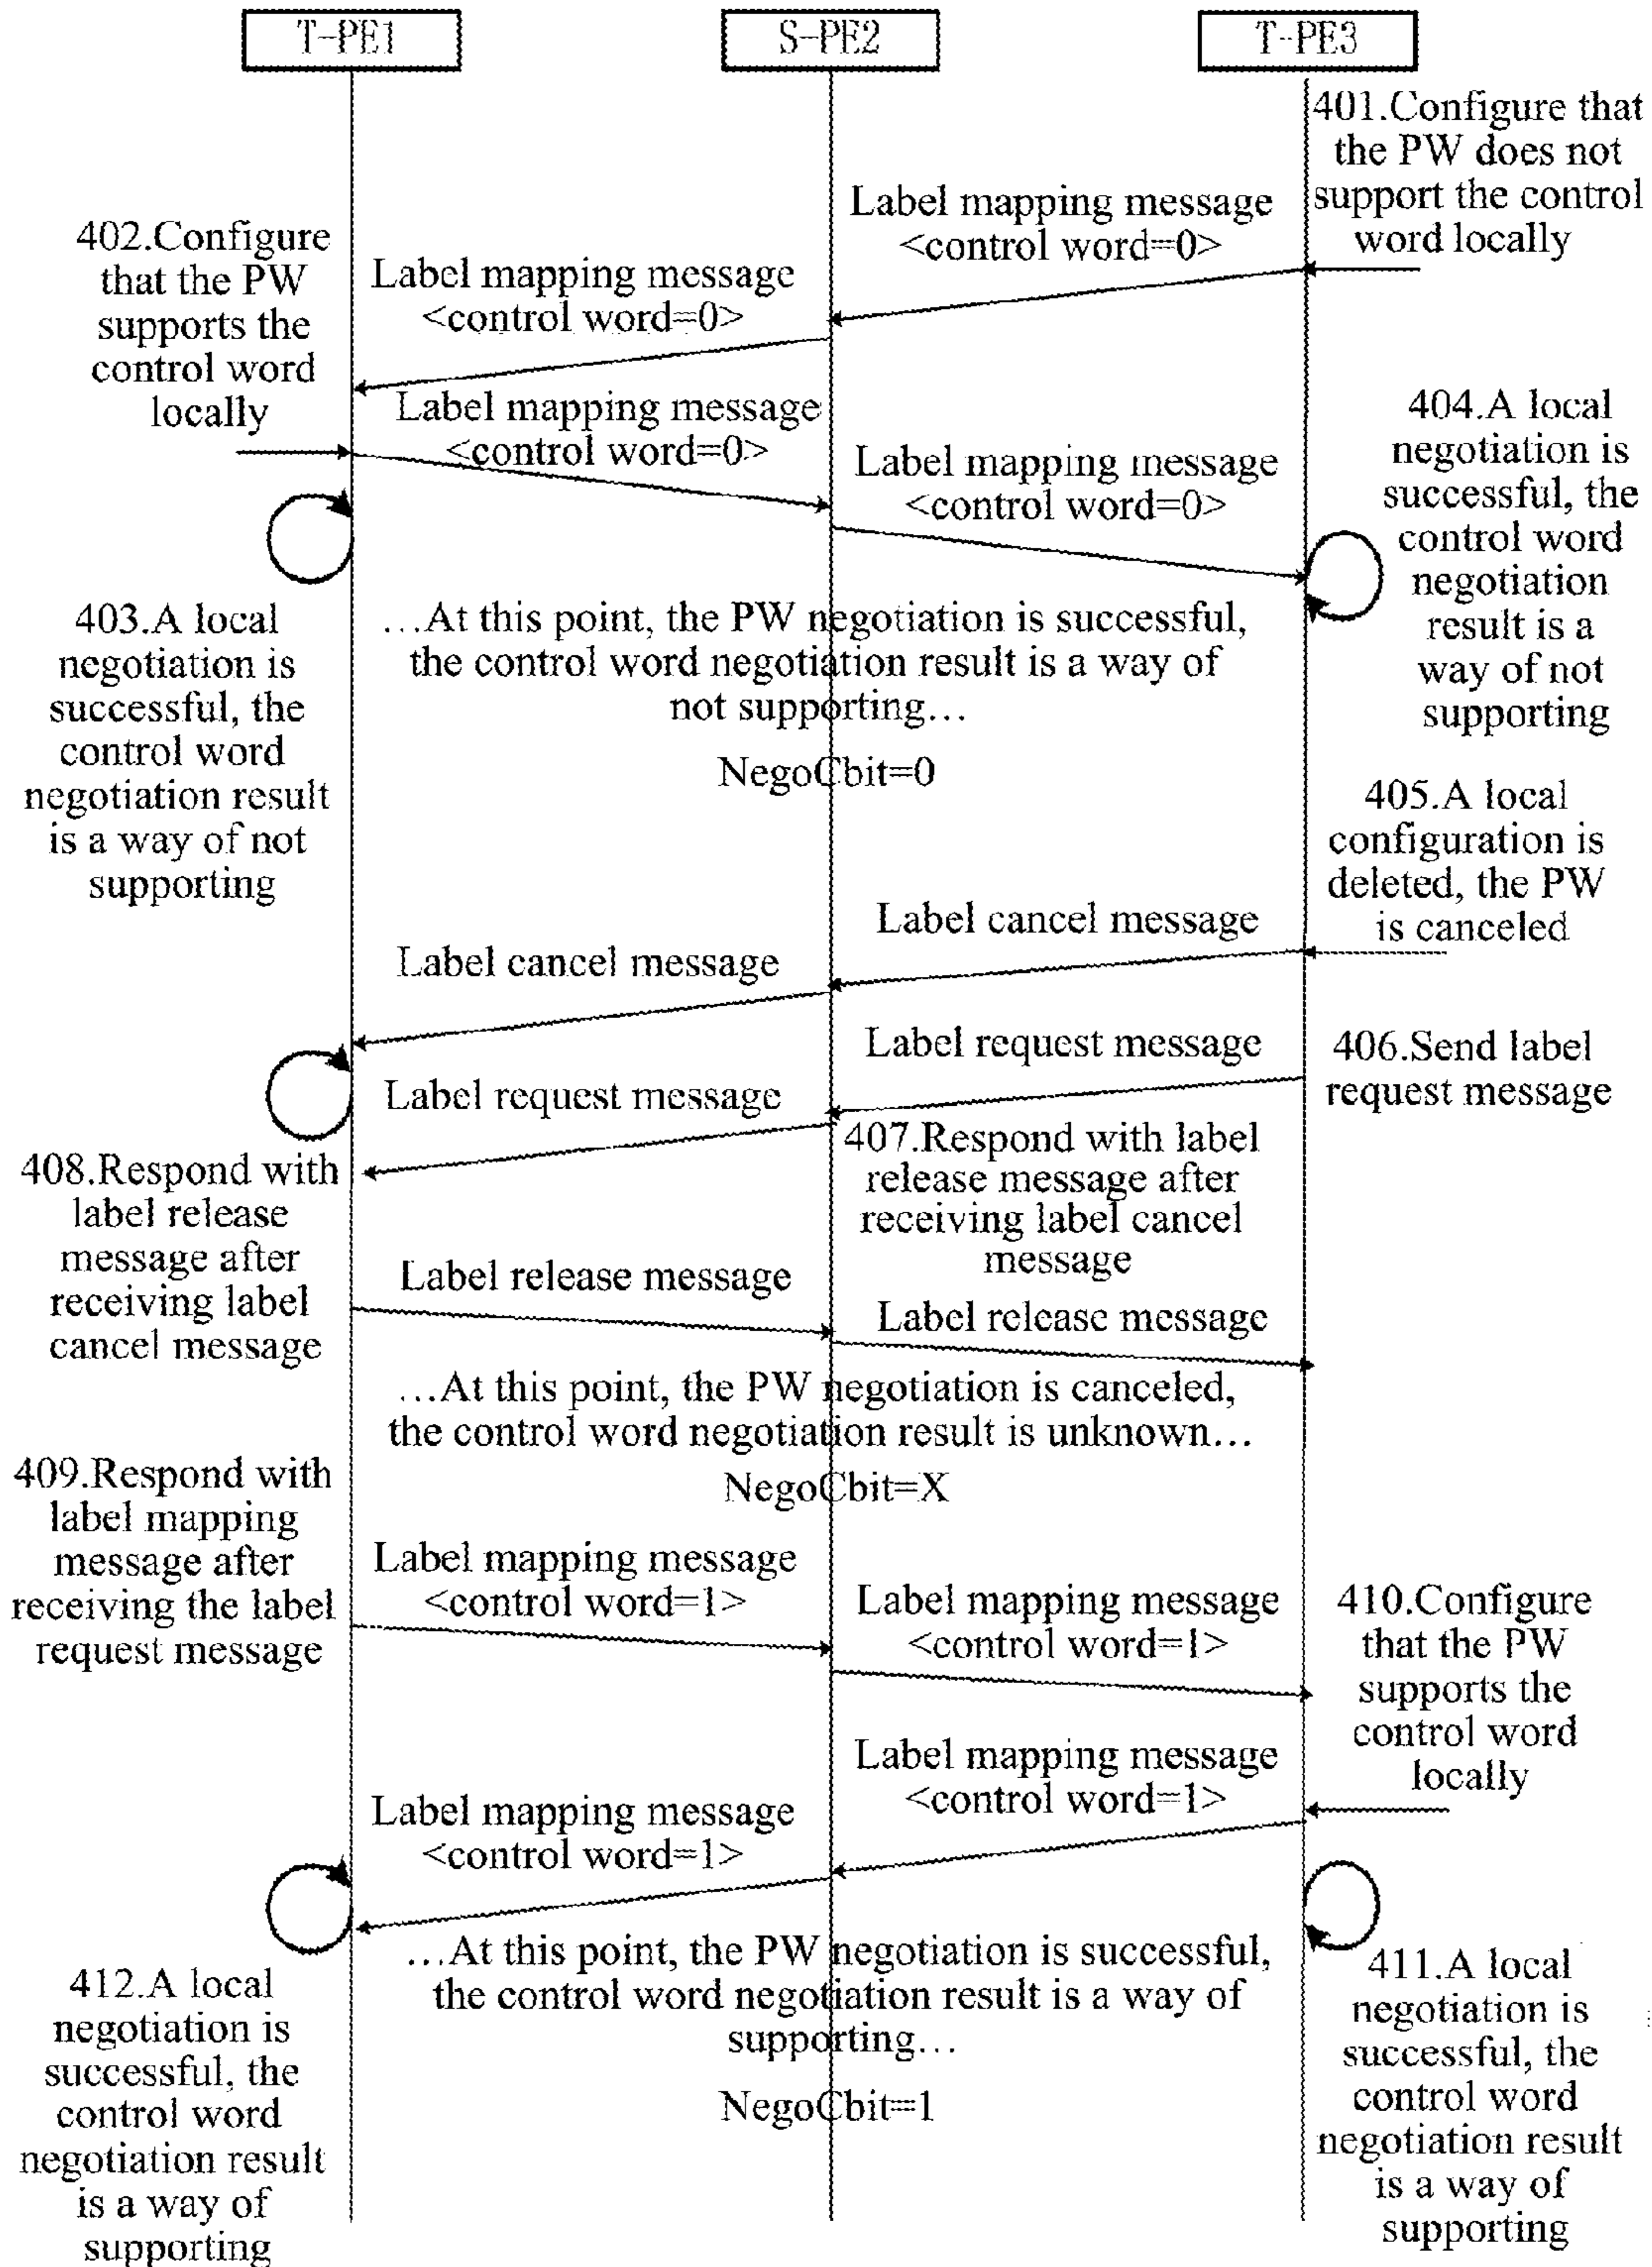 T-PE1
S-PE2
T-PE3
401.Configure that
the PW does not
support the control
word locally
Label mapping message
<control word=0>
402.Configure
that the PW
supports the
control word
locally
Label mapping message
<control word=0>
Label mapping message
<control word=0>
Label mapping message
<control word=0>
404.A local
negotiation is
successful, the
control word
negotiation
result is a
way of not
supporting
403.A local
negotiation is
successful, the
control word
negotiation result
is a way of not
supporting
...At this point, the PW negotiation is successful,
the control word negotiation result is a way of
not supporting...
NegoCbit=0
405.A local
configuration is
deleted, the PW
is canceled
Label cancel message
Label cancel message
Label request message
406.Send label
request message
Label request message
407.Respond with label
release message after
receiving label cancel
message
408.Respond with
label release
message after
receiving label
cancel message
Label release message
Label release message
...At this point, the PW negotiation is canceled,
the control word negotiation result is unknown...
NegoCbit=X
409.Respond with
label mapping
message after
receiving the label
request message
Label mapping message
<control word=1>
Label mapping message
<control word=1>
410.Configure
that the PW
supports the
control word
locally
Label mapping message
<control word=1>
Label mapping message
<control word=1>
...At this point, the PW negotiation is successful,
the control word negotiation result is a way of
supporting...
NegoCbit=1
411.A local
negotiation is
successful, the
control word
negotiation result
is a way of
supporting
412.A local
negotiation is
successful, the
control word
negotiation result
is a way of
supporting